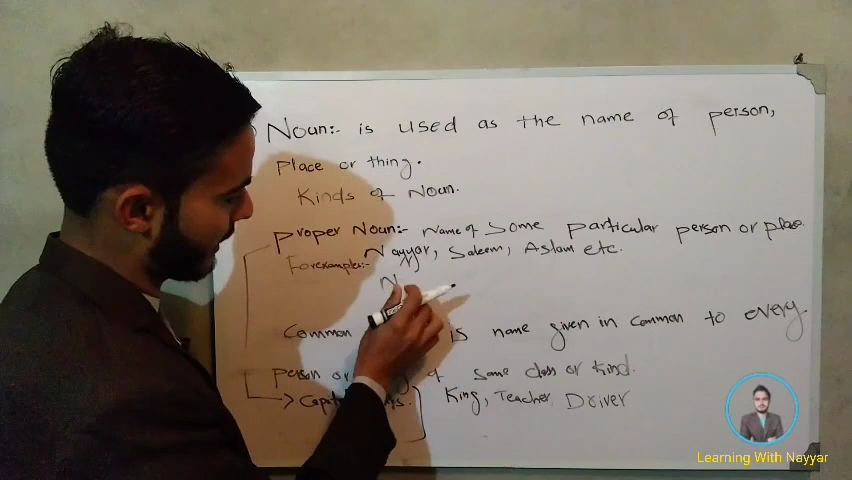 Noun:- is used as the name of person,
Place or thing.
Kinds of Noun.
Proper Noun:- Name of Some particular person or place
For example:- Nayyar, Saleem, Aslam etc.
N
Common is name given in common to every
person or of same class or Kind.
King, Teacher, Driver
Learning With Nayyar